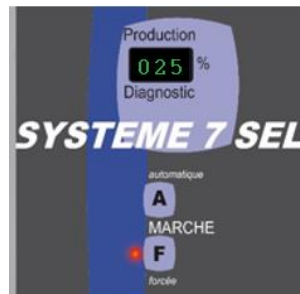 Production
025 %
Diagnostic
SYSTEME 7 SEL
automatique
A
MARCHE
F
forcée